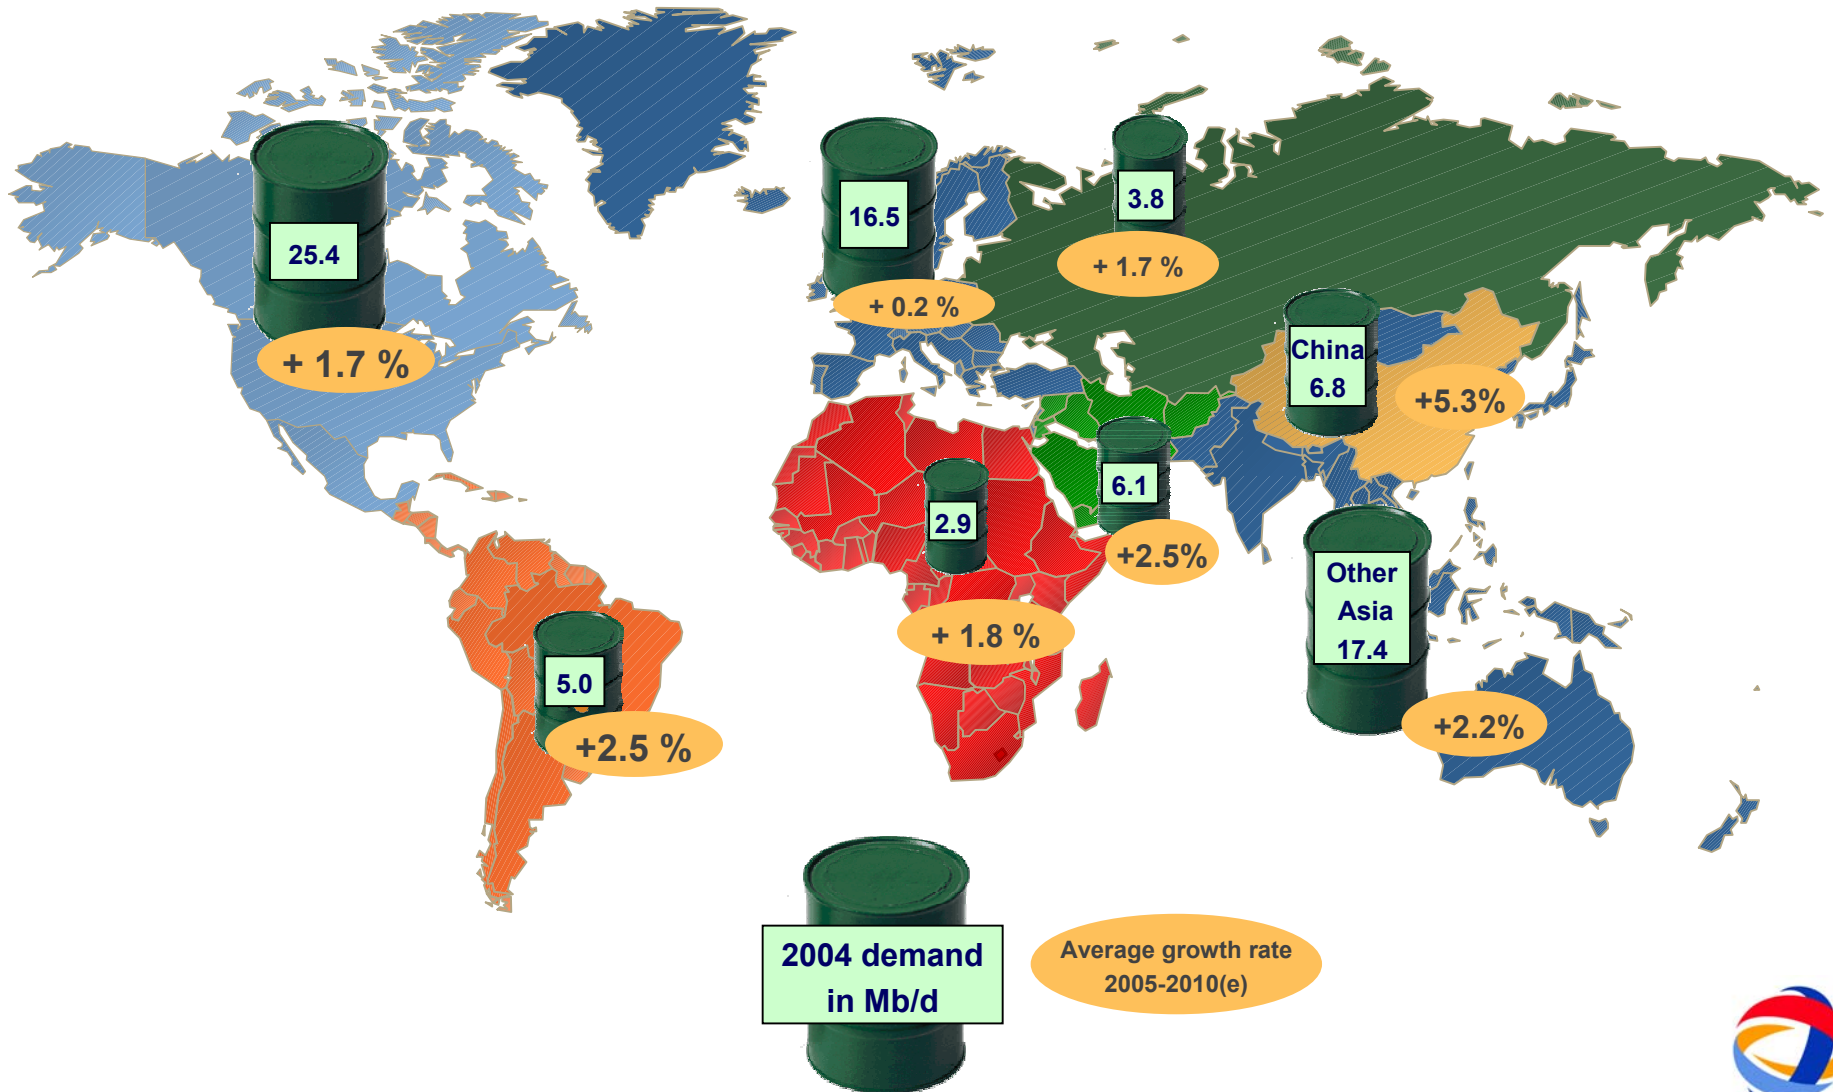 25.4
+ 1.7 %
16.5
+ 0.2 %
3.8
+ 1.7 %
China
6.8
+5.3%
6.1
+2.5%
2.9
+ 1.8 %
Other
Asia
17.4
+2.2%
5.0
+2.5 %
2004 demand
in Mb/d
Average growth rate
2005-2010(e)